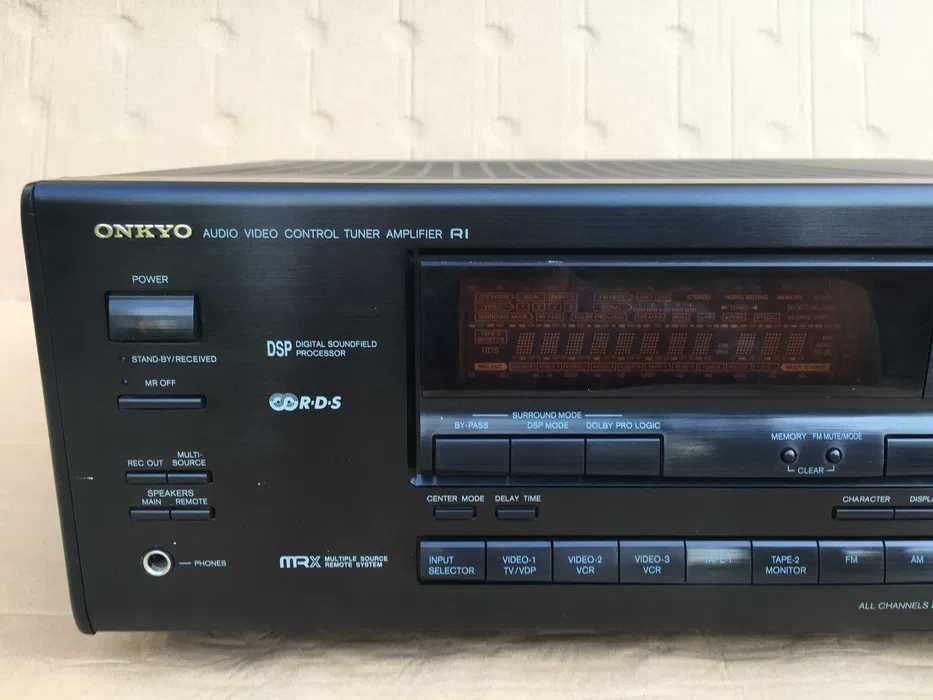 ONKYO AUDIO VIDEO CONTROL TUNER AMPLIFIER RI
POWER
STAND-BY/RECEIVED
MR OFF
REC OUT
MULTI-
SOURCE
SPEAKERS
MAIN REMOTE
PHONES
DSP DIGITAL SOUNDFIELD
PROCESSOR
R·D·S
MRX MULTIPLE SOURCE
REMOTE SYSTEM
SURROUND MODE
BY-PASS DSP MODE DOLBY PRO LOGIC
MEMORY FM MUTE/MODE
CLEAR
CENTER MODE DELAY TIME
CHARACTER
INPUT
SELECTOR
VIDEO-1
TV/VDP
VIDEO-2
VCR
VIDEO-3
VCR
TAPE-1
TAPE-2
MONITOR
FM
AM
ALL CHANNELS